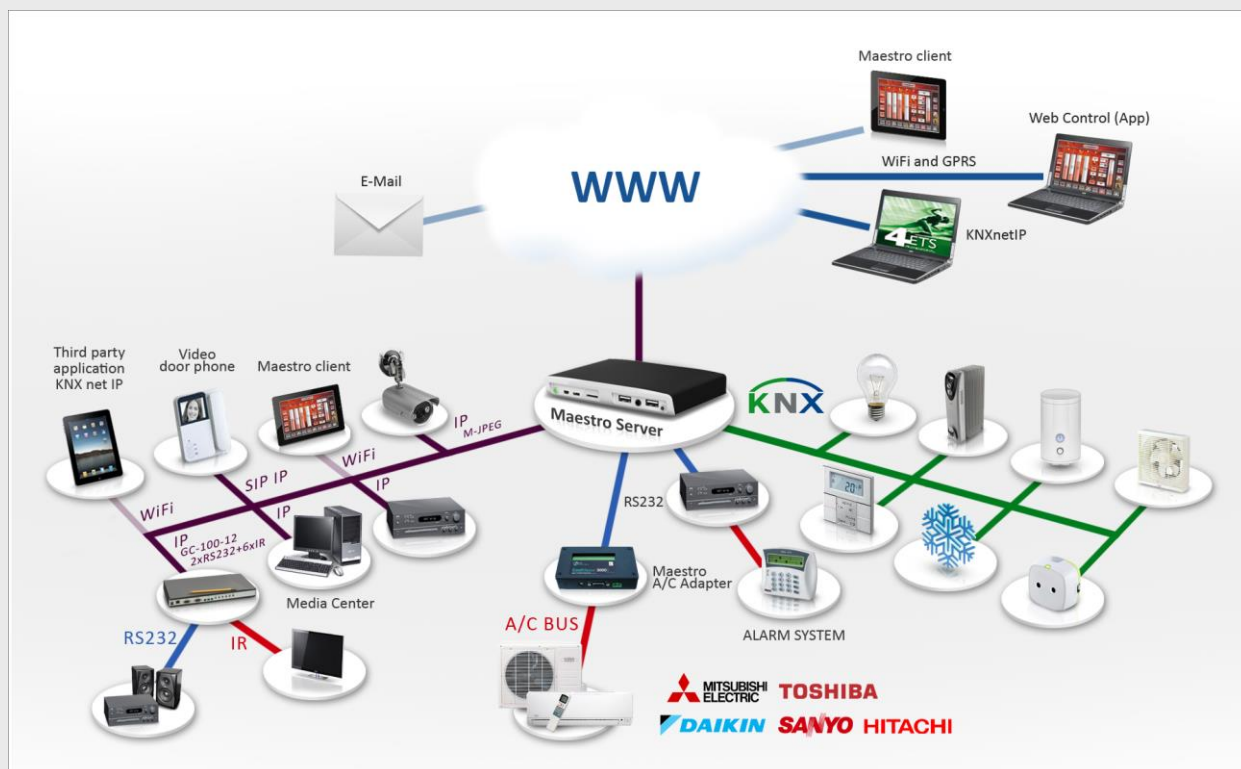 Maestro client
Web Control (App)
WiFi and GPRS
WWW
E-Mail
4
ETS
KNXnetIP
Third party
application
KNX net IP
Video
door phone
Maestro client
IP
M-JPEG
WiFi
SIP IP
IP
WiFi
IP
IP
GC-100-12
2xRS232+6xIR
Maestro Server
KNX
RS232
Maestro
A/C Adapter
Media Center
RS232
IR
A/C BUS
ALARM SYSTEM
MITSUBISHI
ELECTRIC
TOSHIBA
DAIKIN
SANYO
HITACHI